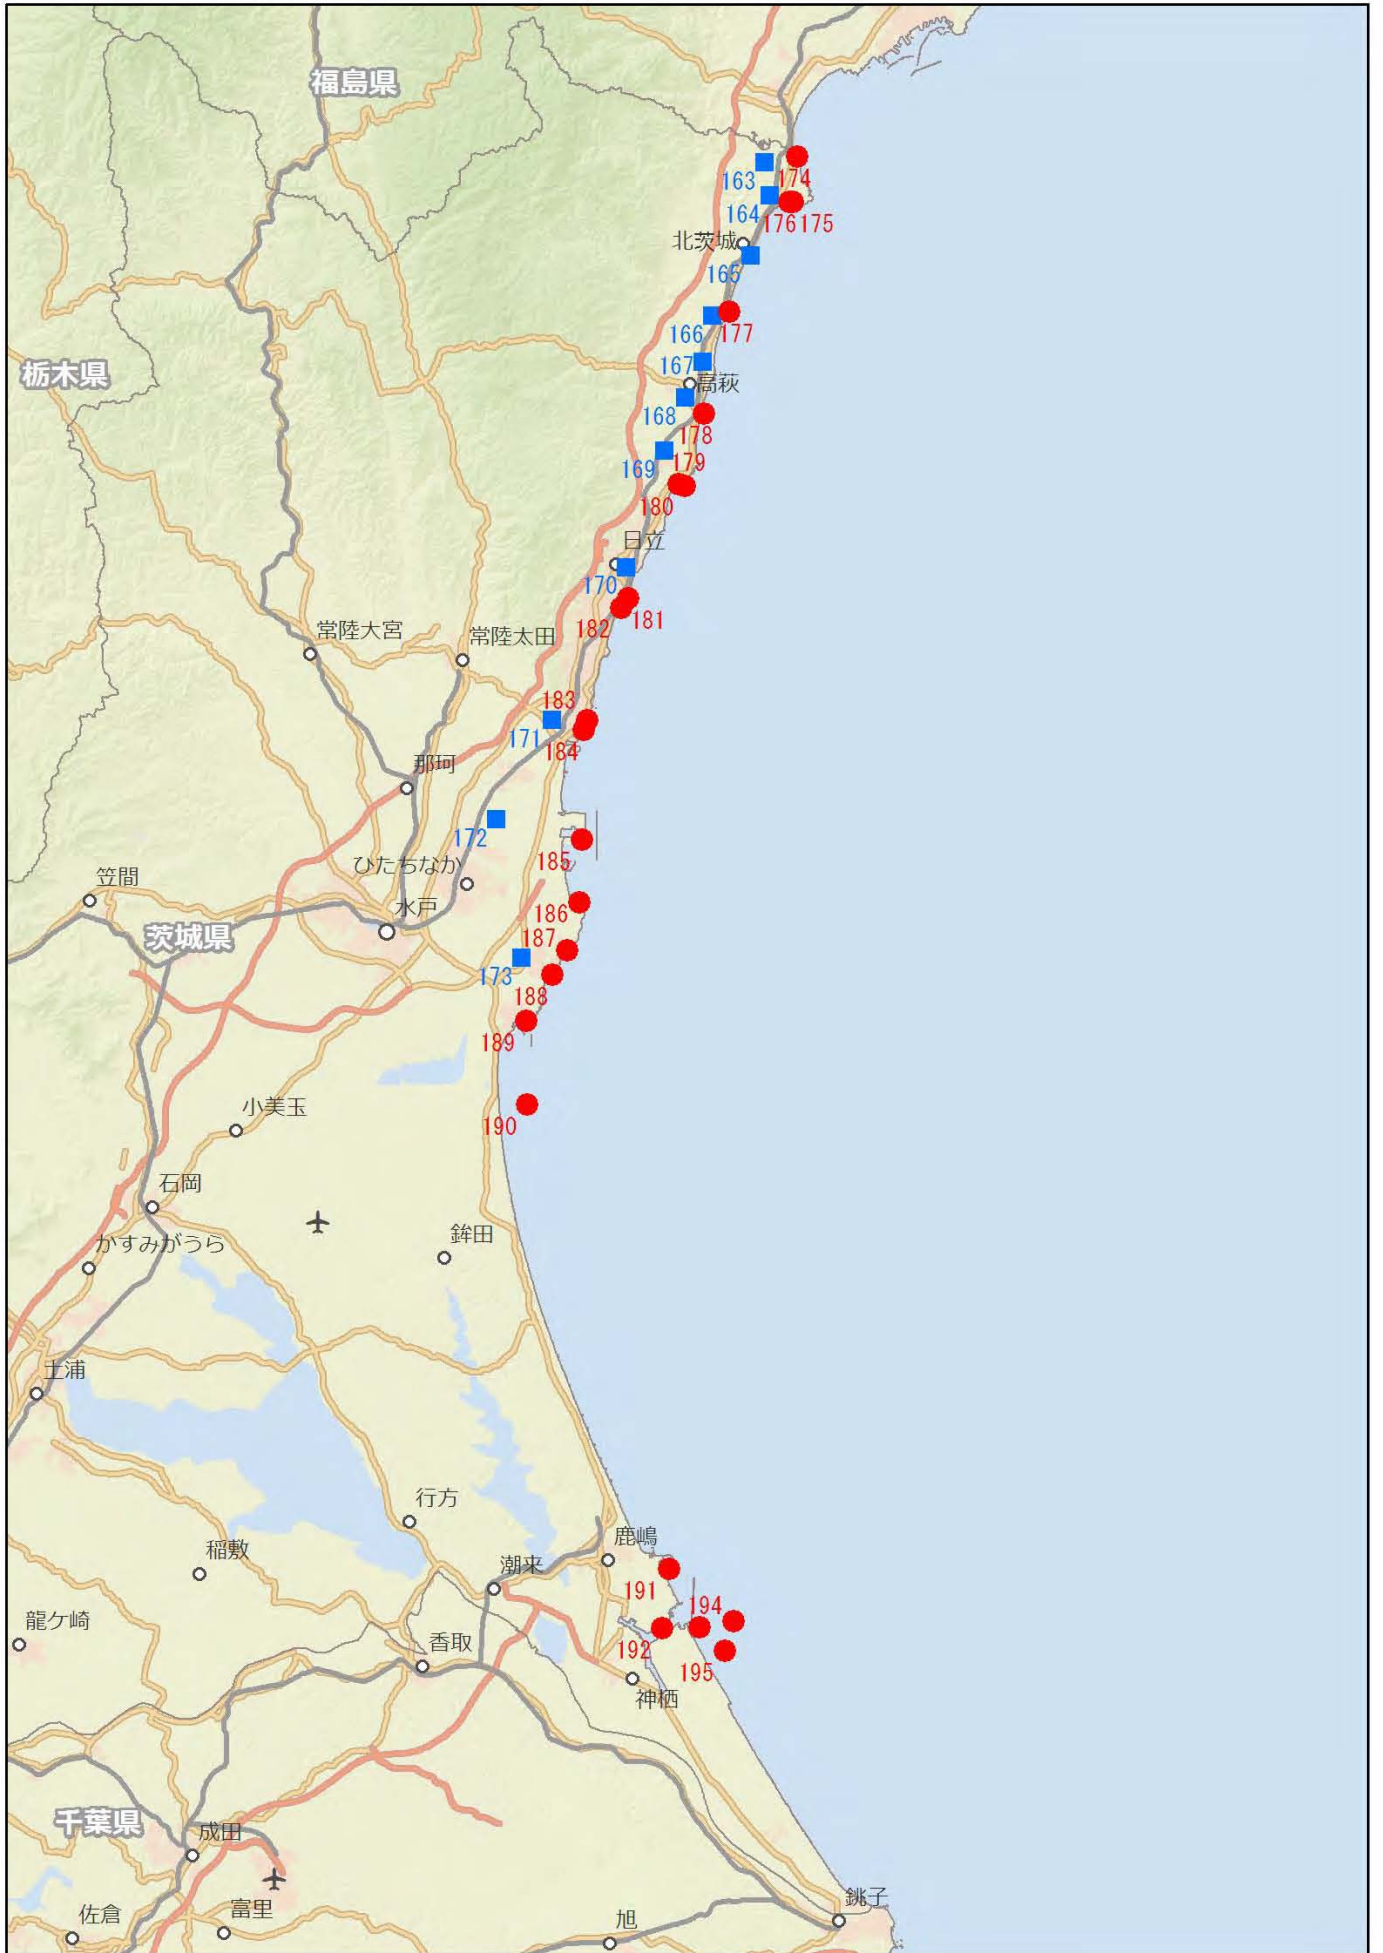 福島県
163
174
164
176
175
北茨城
165
166
177
栃木県
167
高萩
168
178
179
169
180
日立
170
181
182
常陸大宮
常陸太田
183
171
184
那珂
172
185
ひたちなか
笠間
186
水戸
茨城県
187
173
188
189
190
小美玉
石岡
鉾田
かすみがうら
土浦
行方
鹿嶋
稲敷
潮来
191
194
龍ケ崎
香取
192
195
神栖
千葉県
成田
銚子
富里
佐倉
旭